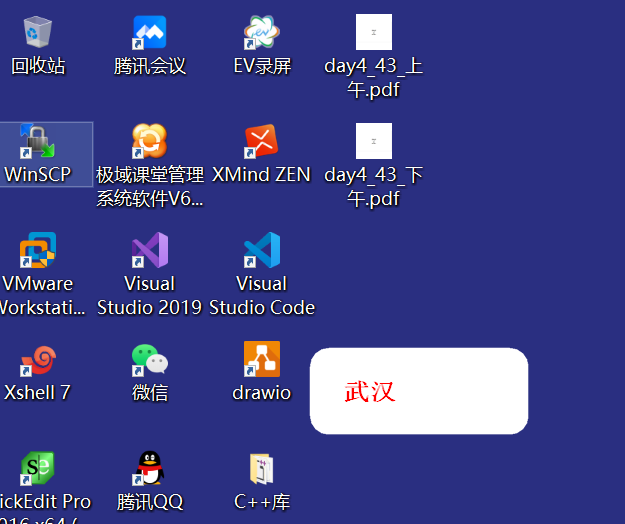 回收站
腾讯会议
EV录屏
day4_43_上
午.pdf
WinSCP
极域课堂管理
系统软件V6...
XMind ZEN
day4_43_下
午.pdf
VMware
Workstati...
Visual
Studio 2019
Visual
Studio Code
Xshell 7
微信
drawio
武汉
ickEdit Pro
腾讯QQ
C++库